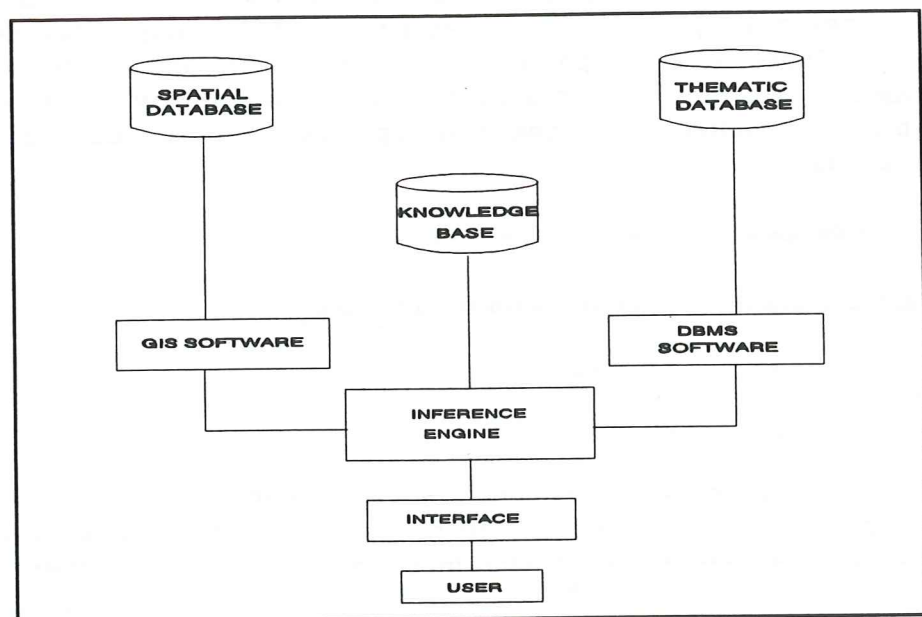 SPATIAL
DATABASE
THEMATIC
DATABASE
KNOWLEDGE
BASE
GIS SOFTWARE
DBMS
SOFTWARE
INFERENCE
ENGINE
INTERFACE
USER